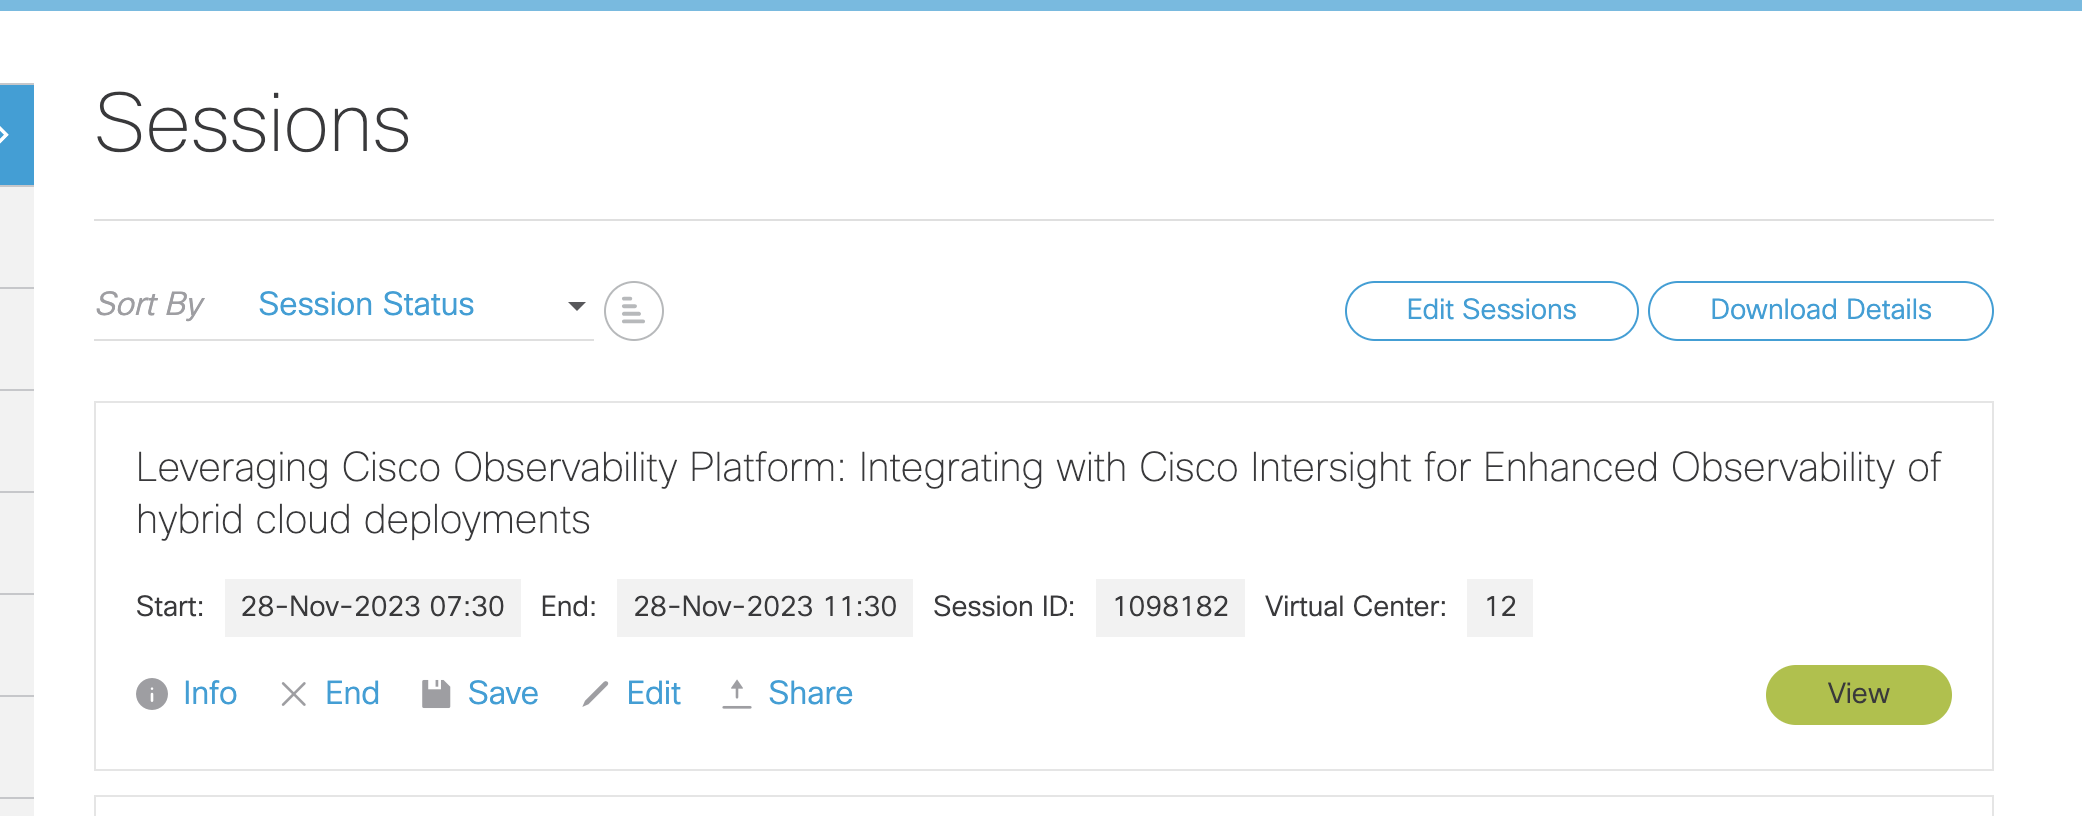 Sessions
Sort By Session Status
Edit Sessions Download Details
Leveraging Cisco Observability Platform: Integrating with Cisco Intersight for Enhanced Observability of
hybrid cloud deployments
Start: 28-Nov-2023 07:30 End: 28-Nov-2023 11:30 Session ID: 1098182 Virtual Center: 12
Info End Save Edit Share View